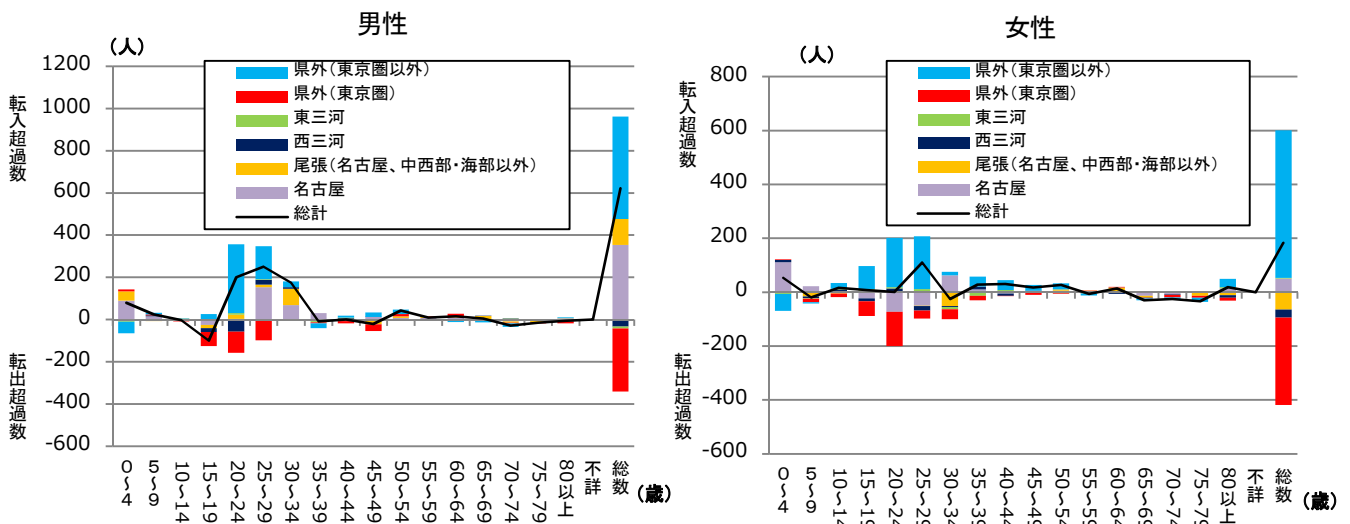 男性
（人）
1200
1000
800
600
400
200
0
-200
-400
-600
転入超過数
転出超過数
県外（東京圏以外）
県外（東京圏）
東三河
西三河
尾張（名古屋、中西部・海部以外）
名古屋
総計
0～4
5～9
10～14
15～19
20～24
25～29
30～34
35～39
40～44
45～49
50～54
55～59
60～64
65～69
70～74
75～79
80以上
不詳
総数
（歳）
女性
（人）
800
600
400
200
0
-200
-400
-600
転入超過数
転出超過数
県外（東京圏以外）
県外（東京圏）
東三河
西三河
尾張（名古屋、中西部・海部以外）
名古屋
総計
0～4
5～9
10～14
15～19
20～24
25～29
30～34
35～39
40～44
45～49
50～54
55～59
60～64
65～69
70～74
75～79
80以上
不詳
総数
（歳）